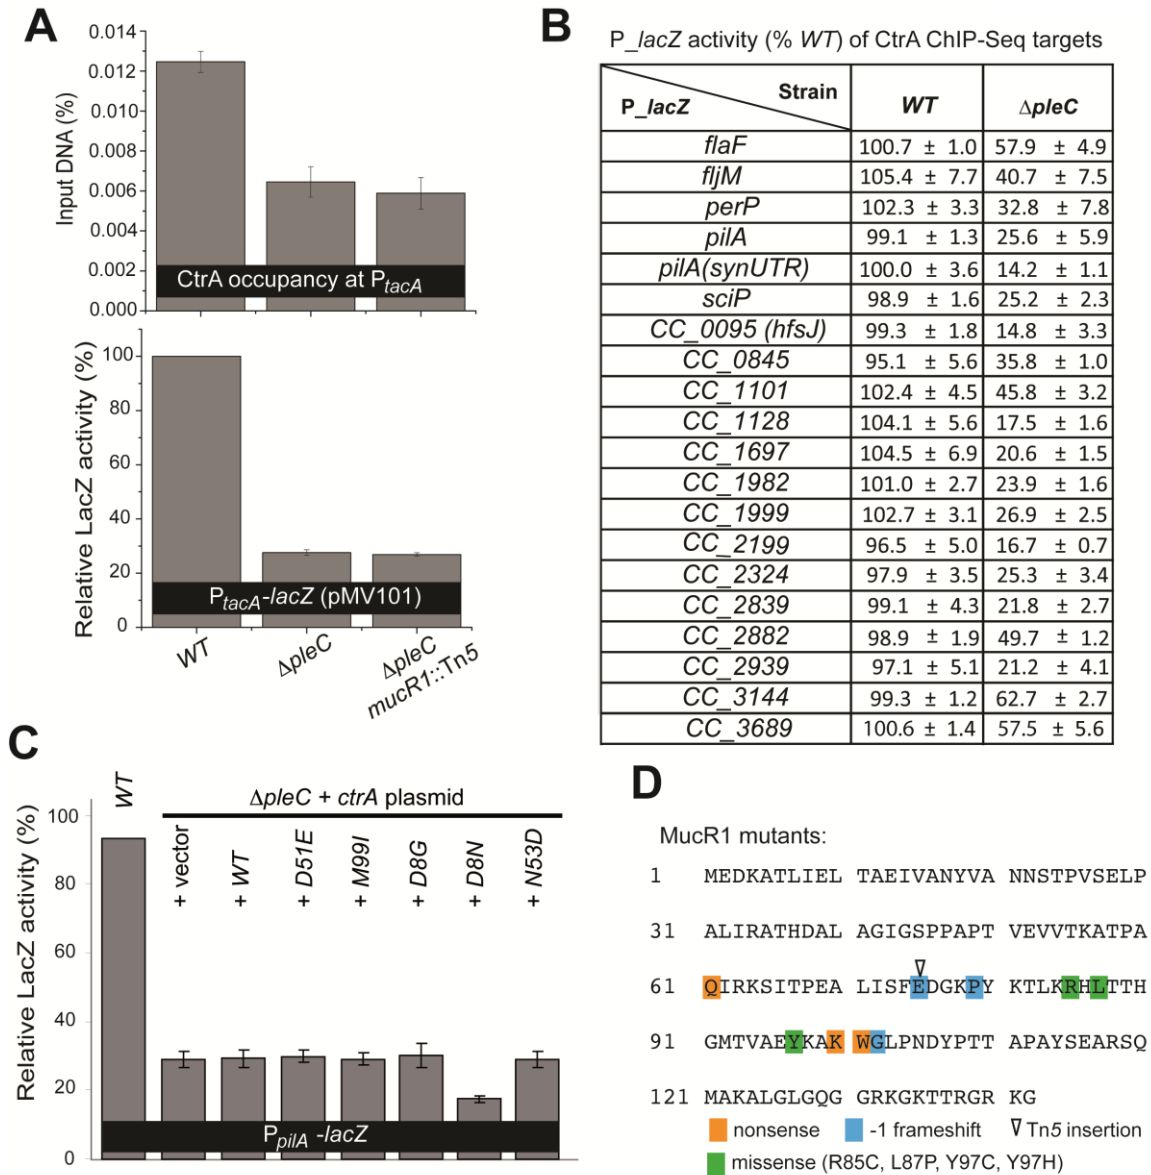 A
0.014
0.012
0.010
0.008
0.006
0.004
0.002
0.000
Input DNA (%)
CtrA occupancy at PtacA
100
80
60
40
20
0
Relative LacZ activity (%)
PtacA-lacZ (pMV101)
WT
ΔpleC
ΔpleC
mucR1::Tn5
B
P_lacZ activity (% WT) of CtrA ChIP-Seq targets
Strain
P_lacZ
WT
ΔpleC
flaF 100.7 ± 1.0 57.9 ± 4.9
fljM 105.4 ± 7.7 40.7 ± 7.5
perP 102.3 ± 3.3 32.8 ± 7.8
pilA 99.1 ± 1.3 25.6 ± 5.9
pilA(synUTR) 100.0 ± 3.6 14.2 ± 1.1
sciP 98.9 ± 1.6 25.2 ± 2.3
CC_0095 (hfsJ) 99.3 ± 1.8 14.8 ± 3.3
CC_0845 95.1 ± 5.6 35.8 ± 1.0
CC_1101 102.4 ± 4.5 45.8 ± 3.2
CC_1128 104.1 ± 5.6 17.5 ± 1.6
CC_1697 104.5 ± 6.9 20.6 ± 1.5
CC_1982 101.0 ± 2.7 23.9 ± 1.6
CC_1999 102.7 ± 3.1 26.9 ± 2.5
CC_2199 96.5 ± 5.0 16.7 ± 0.7
CC_2324 97.9 ± 3.5 25.3 ± 3.4
CC_2839 99.1 ± 4.3 21.8 ± 2.7
CC_2882 98.9 ± 1.9 49.7 ± 1.2
CC_2939 97.1 ± 5.1 21.2 ± 4.1
CC_3144 99.3 ± 1.2 62.7 ± 2.7
CC_3689 100.6 ± 1.4 57.5 ± 5.6
C
100
80
60
40
20
0
Relative LacZ activity (%)
WT
ΔpleC + ctrA plasmid
+ vector
+ WT
+ D51E
+ M99I
+ D8G
+ D8N
+ N53D
PpilA -lacZ
D
MucR1 mutants:
1 MEDKATLIEL TAEIVANYVA NNSTPVSELP
31 ALIRATHDAL AGIGSPPAPT VEVVTKATPA
61 QIRKSITPEA LISFEDGKPY KTLKRHLTTH
91 GMTVAEYKAK WGLPNDYPTT APAYSEARSQ
121 MAKALGLGQG GRKGKTTRGR KG
nonsense
-1 frameshift
Tn5 insertion
missense (R85C, L87P, Y97C, Y97H)